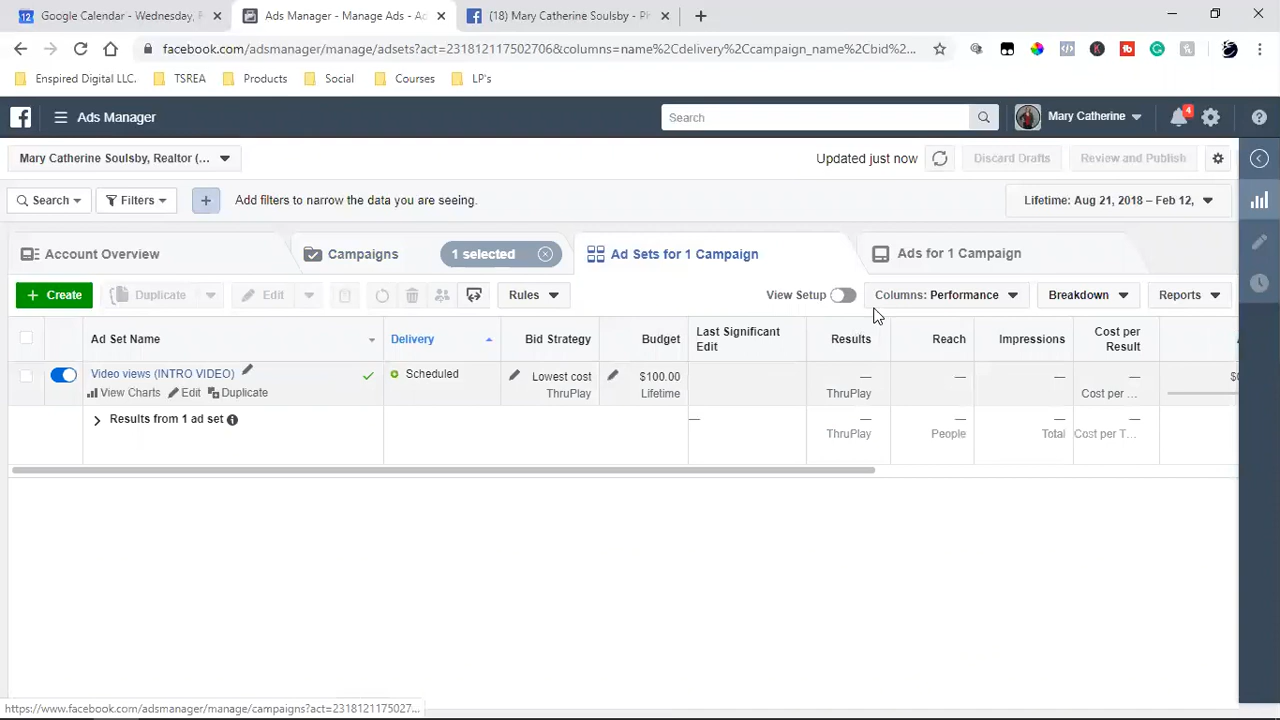 Google Calendar - Wednesday, F
Ads Manager - Manage Ads - Ad
(18) Mary Catherine Soulsby - Ph
facebook.com/adsmanager/manage/adsets?act=231812117502706&columns=name%2Cdelivery%2Ccampaign_name%2Cbid%2C...
Enspired Digital LLC.
TSREA
Products
Social
Courses
LP's
Ads Manager
Search
Mary Catherine
4
Mary Catherine Soulsby, Realtor (...
Updated just now
Discard Drafts
Review and Publish
Search
Filters
+
Add filters to narrow the data you are seeing.
Lifetime: Aug 21, 2018 – Feb 12,
Account Overview
Campaigns
1 selected
Ad Sets for 1 Campaign
Ads for 1 Campaign
+ Create
Duplicate
Edit
Rules
View Setup
Columns: Performance
Breakdown
Reports
Ad Set Name
Delivery
Bid Strategy
Budget
Last Significant
Edit
Results
Reach
Impressions
Cost per
Result
Video views (INTRO VIDEO)
Scheduled
Lowest cost
ThruPlay
$100.00
Lifetime
—
ThruPlay
—
—
—
Cost per ...
View Charts
Edit
Duplicate
Results from 1 ad set
—
—
ThruPlay
—
People
—
Total
—
Cost per T...
https://www.facebook.com/adsmanager/manage/campaigns?act=2318121175027...